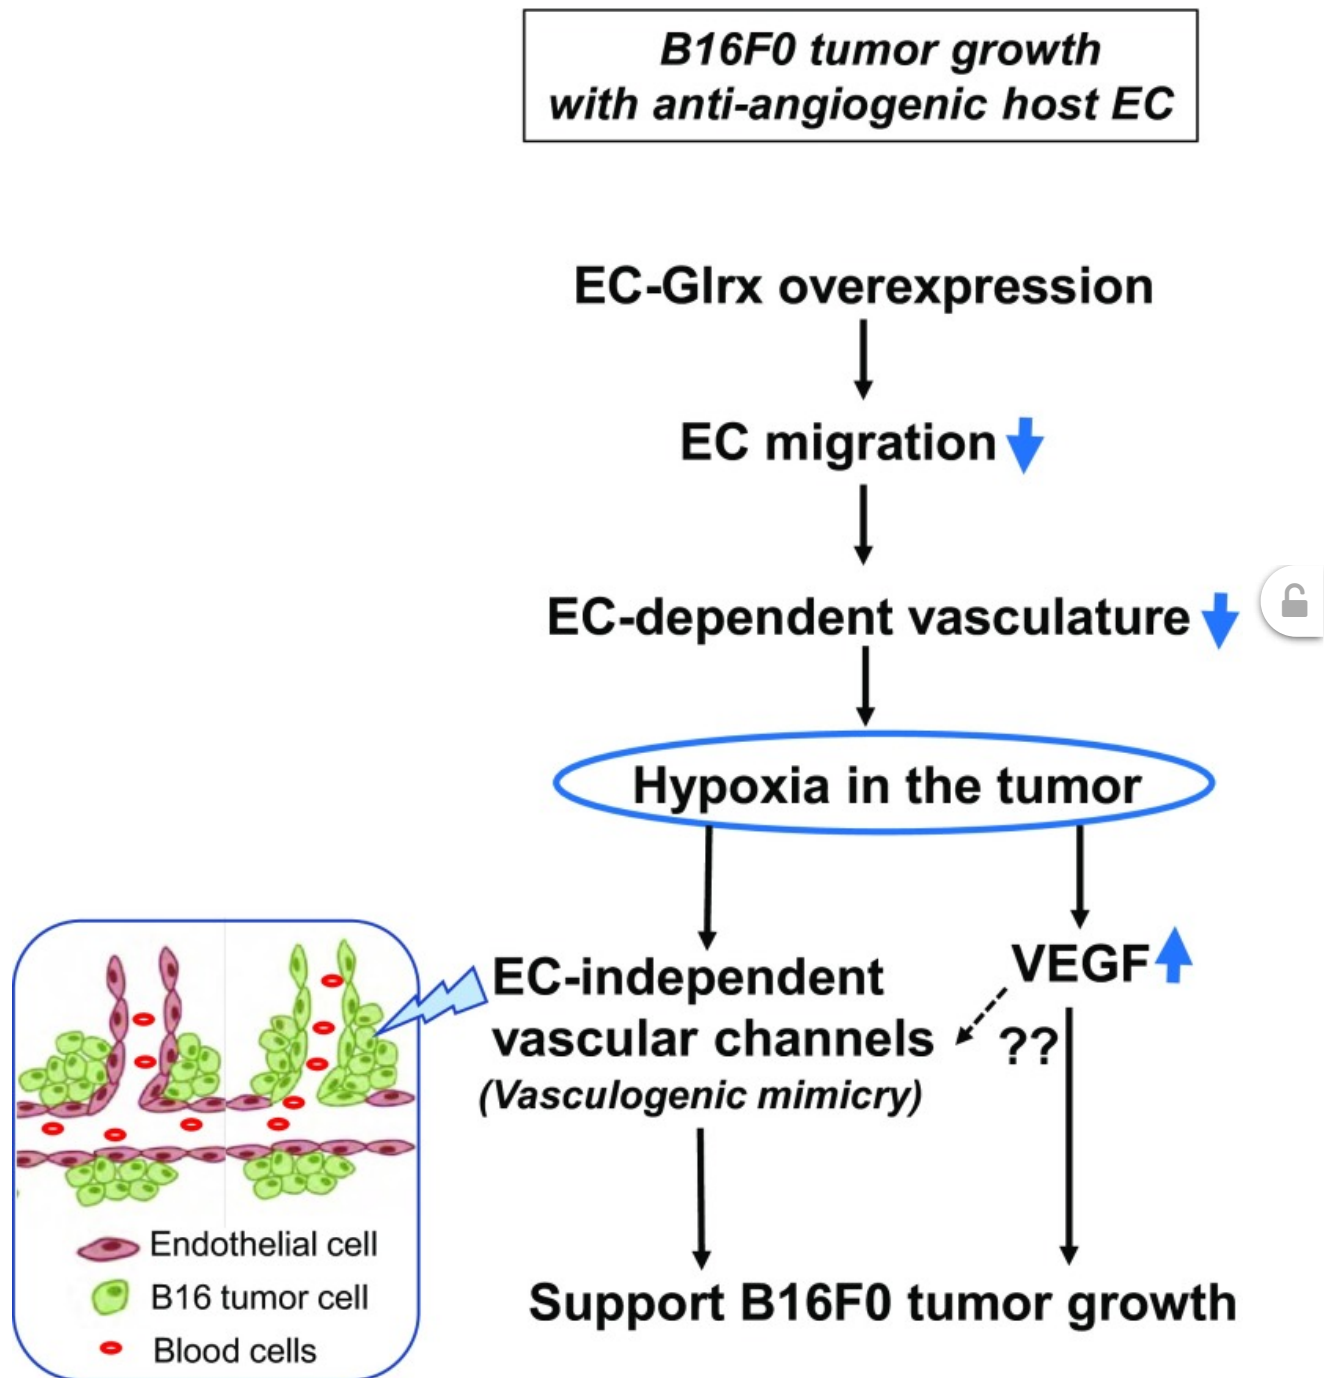 B16F0 tumor growth
with anti-angiogenic host EC
EC-Glrx overexpression
EC migration
EC-dependent vasculature
Hypoxia in the tumor
EC-independent
vascular channels
(Vasculogenic mimicry)
VEGF
??
Support B16F0 tumor growth
Endothelial cell
B16 tumor cell
Blood cells